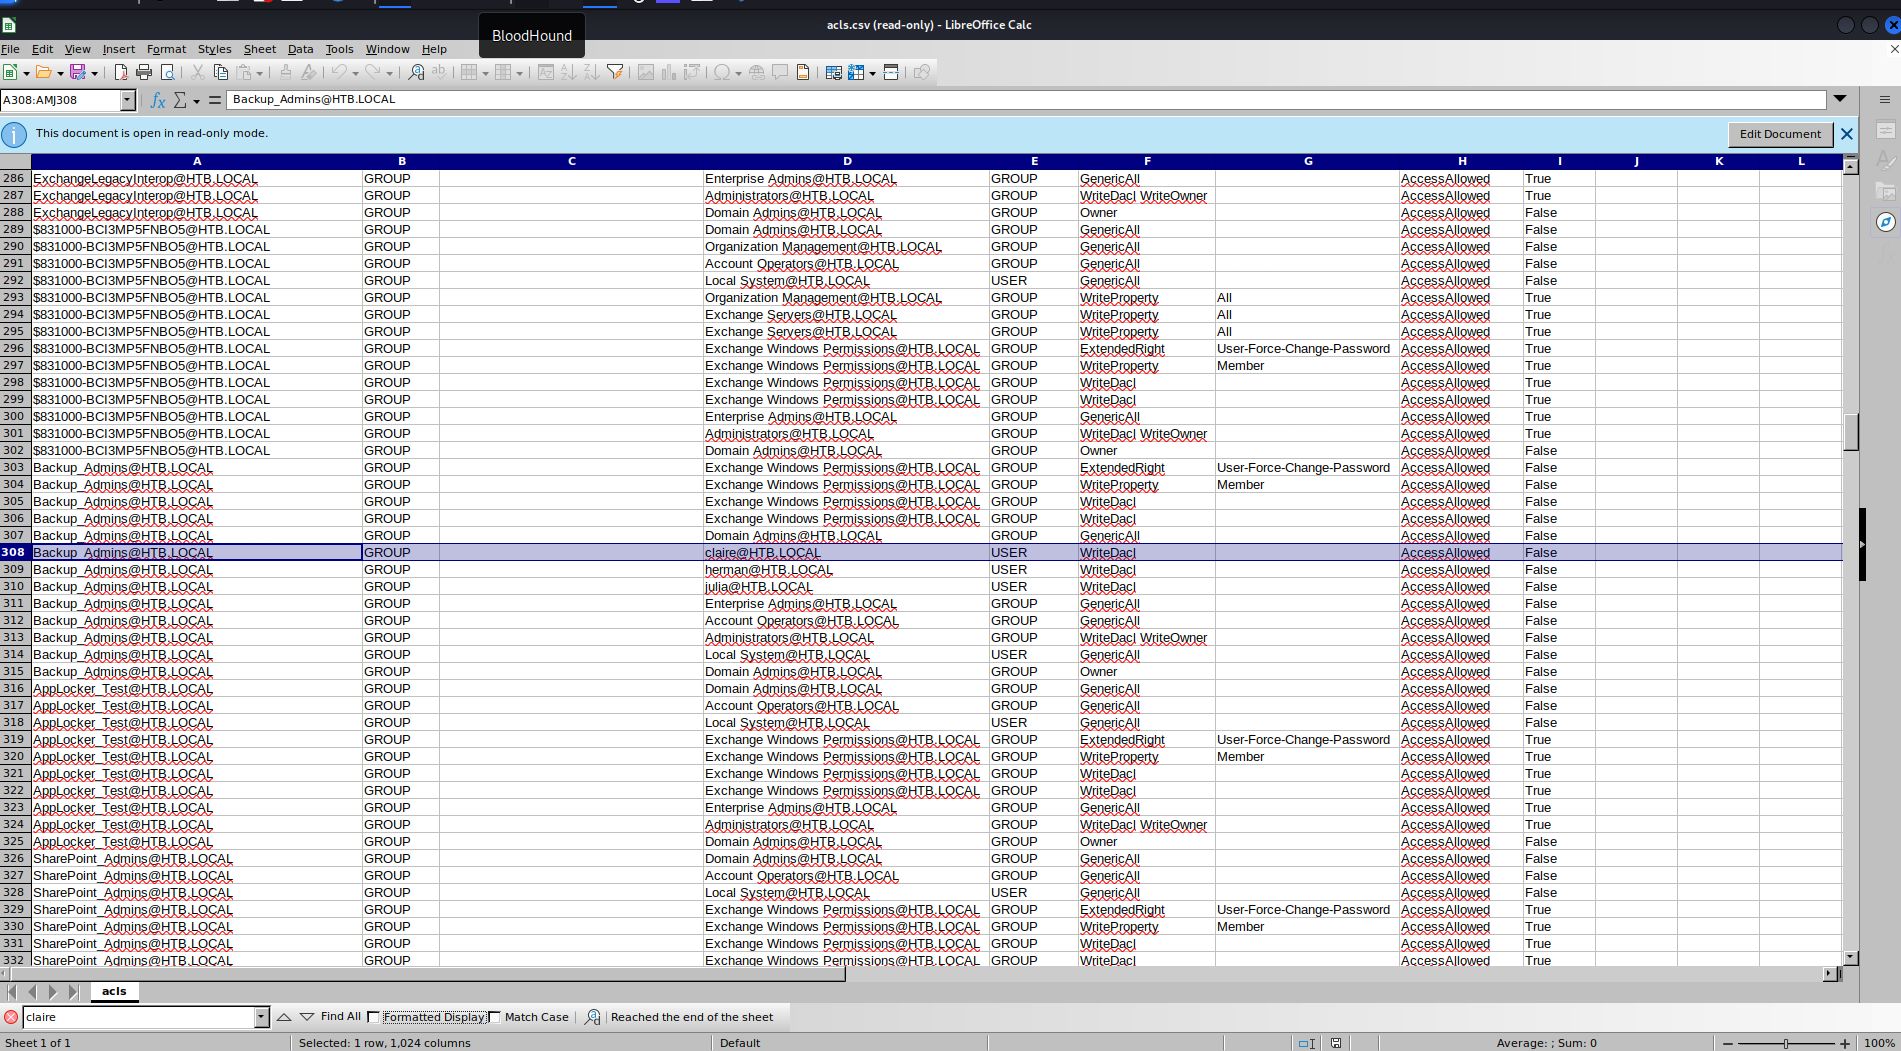 acls.csv (read-only) - LibreOffice Calc
BloodHound
File Edit View Insert Format Styles Sheet Data Tools Window Help
A308:AMJ308 Backup_Admins@HTB.LOCAL
This document is open in read-only mode. Edit Document
A B C D E F G H I J K L
286 ExchangeLegacyInterop@HTB.LOCAL GROUP Enterprise Admins@HTB.LOCAL GROUP GenericAll AccessAllowed True
287 ExchangeLegacyInterop@HTB.LOCAL GROUP Administrators@HTB.LOCAL GROUP WriteDacl WriteOwner AccessAllowed True
288 ExchangeLegacyInterop@HTB.LOCAL GROUP Domain Admins@HTB.LOCAL GROUP Owner AccessAllowed False
289 $831000-BCI3MP5FNBO5@HTB.LOCAL GROUP Domain Admins@HTB.LOCAL GROUP GenericAll AccessAllowed False
290 $831000-BCI3MP5FNBO5@HTB.LOCAL GROUP Organization Management@HTB.LOCAL GROUP GenericAll AccessAllowed False
291 $831000-BCI3MP5FNBO5@HTB.LOCAL GROUP Account Operators@HTB.LOCAL GROUP GenericAll AccessAllowed False
292 $831000-BCI3MP5FNBO5@HTB.LOCAL GROUP Local System@HTB.LOCAL USER GenericAll AccessAllowed False
293 $831000-BCI3MP5FNBO5@HTB.LOCAL GROUP Organization Management@HTB.LOCAL GROUP WriteProperty All AccessAllowed True
294 $831000-BCI3MP5FNBO5@HTB.LOCAL GROUP Exchange Servers@HTB.LOCAL GROUP WriteProperty All AccessAllowed True
295 $831000-BCI3MP5FNBO5@HTB.LOCAL GROUP Exchange Servers@HTB.LOCAL GROUP WriteProperty All AccessAllowed True
296 $831000-BCI3MP5FNBO5@HTB.LOCAL GROUP Exchange Windows Permissions@HTB.LOCAL GROUP ExtendedRight User-Force-Change-Password AccessAllowed True
297 $831000-BCI3MP5FNBO5@HTB.LOCAL GROUP Exchange Windows Permissions@HTB.LOCAL GROUP WriteProperty Member AccessAllowed True
298 $831000-BCI3MP5FNBO5@HTB.LOCAL GROUP Exchange Windows Permissions@HTB.LOCAL GROUP WriteDacl AccessAllowed True
299 $831000-BCI3MP5FNBO5@HTB.LOCAL GROUP Exchange Windows Permissions@HTB.LOCAL GROUP WriteDacl AccessAllowed True
300 $831000-BCI3MP5FNBO5@HTB.LOCAL GROUP Enterprise Admins@HTB.LOCAL GROUP GenericAll AccessAllowed True
301 $831000-BCI3MP5FNBO5@HTB.LOCAL GROUP Administrators@HTB.LOCAL GROUP WriteDacl WriteOwner AccessAllowed True
302 $831000-BCI3MP5FNBO5@HTB.LOCAL GROUP Domain Admins@HTB.LOCAL GROUP Owner AccessAllowed False
303 Backup_Admins@HTB.LOCAL GROUP Exchange Windows Permissions@HTB.LOCAL GROUP ExtendedRight User-Force-Change-Password AccessAllowed False
304 Backup_Admins@HTB.LOCAL GROUP Exchange Windows Permissions@HTB.LOCAL GROUP WriteProperty Member AccessAllowed False
305 Backup_Admins@HTB.LOCAL GROUP Exchange Windows Permissions@HTB.LOCAL GROUP WriteDacl AccessAllowed False
306 Backup_Admins@HTB.LOCAL GROUP Exchange Windows Permissions@HTB.LOCAL GROUP WriteDacl AccessAllowed False
307 Backup_Admins@HTB.LOCAL GROUP Domain Admins@HTB.LOCAL GROUP GenericAll AccessAllowed False
308 Backup_Admins@HTB.LOCAL GROUP claire@HTB.LOCAL USER WriteDacl AccessAllowed False
309 Backup_Admins@HTB.LOCAL GROUP herman@HTB.LOCAL USER WriteDacl AccessAllowed False
310 Backup_Admins@HTB.LOCAL GROUP julia@HTB.LOCAL USER WriteDacl AccessAllowed False
311 Backup_Admins@HTB.LOCAL GROUP Enterprise Admins@HTB.LOCAL GROUP GenericAll AccessAllowed False
312 Backup_Admins@HTB.LOCAL GROUP Account Operators@HTB.LOCAL GROUP GenericAll AccessAllowed False
313 Backup_Admins@HTB.LOCAL GROUP Administrators@HTB.LOCAL GROUP WriteDacl WriteOwner AccessAllowed False
314 Backup_Admins@HTB.LOCAL GROUP Local System@HTB.LOCAL USER GenericAll AccessAllowed False
315 Backup_Admins@HTB.LOCAL GROUP Domain Admins@HTB.LOCAL GROUP Owner AccessAllowed False
316 AppLocker_Test@HTB.LOCAL GROUP Domain Admins@HTB.LOCAL GROUP GenericAll AccessAllowed False
317 AppLocker_Test@HTB.LOCAL GROUP Account Operators@HTB.LOCAL GROUP GenericAll AccessAllowed False
318 AppLocker_Test@HTB.LOCAL GROUP Local System@HTB.LOCAL USER GenericAll AccessAllowed False
319 AppLocker_Test@HTB.LOCAL GROUP Exchange Windows Permissions@HTB.LOCAL GROUP ExtendedRight User-Force-Change-Password AccessAllowed True
320 AppLocker_Test@HTB.LOCAL GROUP Exchange Windows Permissions@HTB.LOCAL GROUP WriteProperty Member AccessAllowed True
321 AppLocker_Test@HTB.LOCAL GROUP Exchange Windows Permissions@HTB.LOCAL GROUP WriteDacl AccessAllowed True
322 AppLocker_Test@HTB.LOCAL GROUP Exchange Windows Permissions@HTB.LOCAL GROUP WriteDacl AccessAllowed True
323 AppLocker_Test@HTB.LOCAL GROUP Enterprise Admins@HTB.LOCAL GROUP GenericAll AccessAllowed True
324 AppLocker_Test@HTB.LOCAL GROUP Administrators@HTB.LOCAL GROUP WriteDacl WriteOwner AccessAllowed True
325 AppLocker_Test@HTB.LOCAL GROUP Domain Admins@HTB.LOCAL GROUP Owner AccessAllowed False
326 SharePoint_Admins@HTB.LOCAL GROUP Domain Admins@HTB.LOCAL GROUP GenericAll AccessAllowed False
327 SharePoint_Admins@HTB.LOCAL GROUP Account Operators@HTB.LOCAL GROUP GenericAll AccessAllowed False
328 SharePoint_Admins@HTB.LOCAL GROUP Local System@HTB.LOCAL USER GenericAll AccessAllowed False
329 SharePoint_Admins@HTB.LOCAL GROUP Exchange Windows Permissions@HTB.LOCAL GROUP ExtendedRight User-Force-Change-Password AccessAllowed True
330 SharePoint_Admins@HTB.LOCAL GROUP Exchange Windows Permissions@HTB.LOCAL GROUP WriteProperty Member AccessAllowed True
331 SharePoint_Admins@HTB.LOCAL GROUP Exchange Windows Permissions@HTB.LOCAL GROUP WriteDacl AccessAllowed True
332 SharePoint_Admins@HTB.LOCAL GROUP Exchange Windows Permissions@HTB.LOCAL GROUP WriteDacl AccessAllowed True
acls
claire Find All Formatted Display Match Case Reached the end of the sheet
Sheet 1 of 1 Selected: 1 row, 1,024 columns Default Average: ; Sum: 0 100%